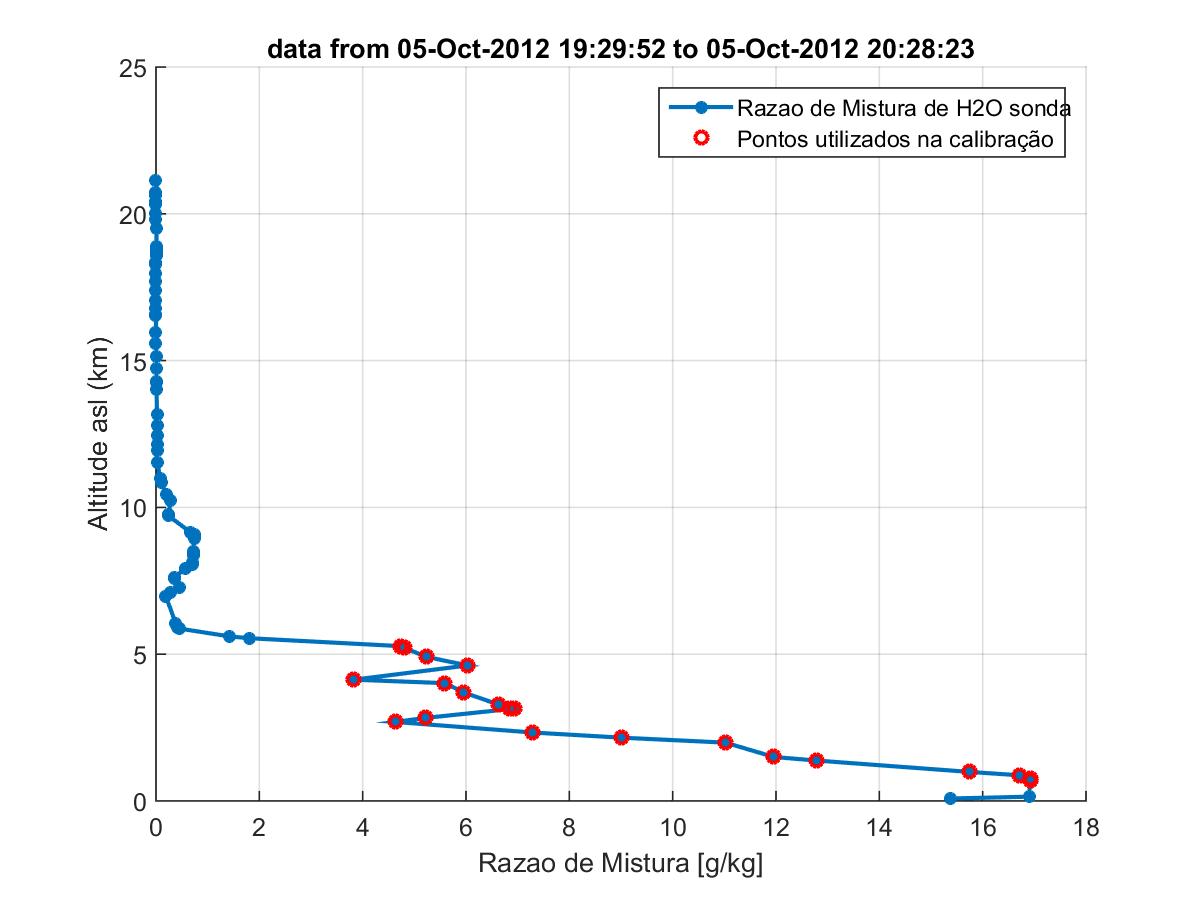 data from 05-Oct-2012 19:29:52 to 05-Oct-2012 20:28:23
25
20
15
10
5
0
Altitude asl (km)
Razao de Mistura de H2O sonda
Pontos utilizados na calibração
0 2 4 6 8 10 12 14 16 18
Razao de Mistura [g/kg]